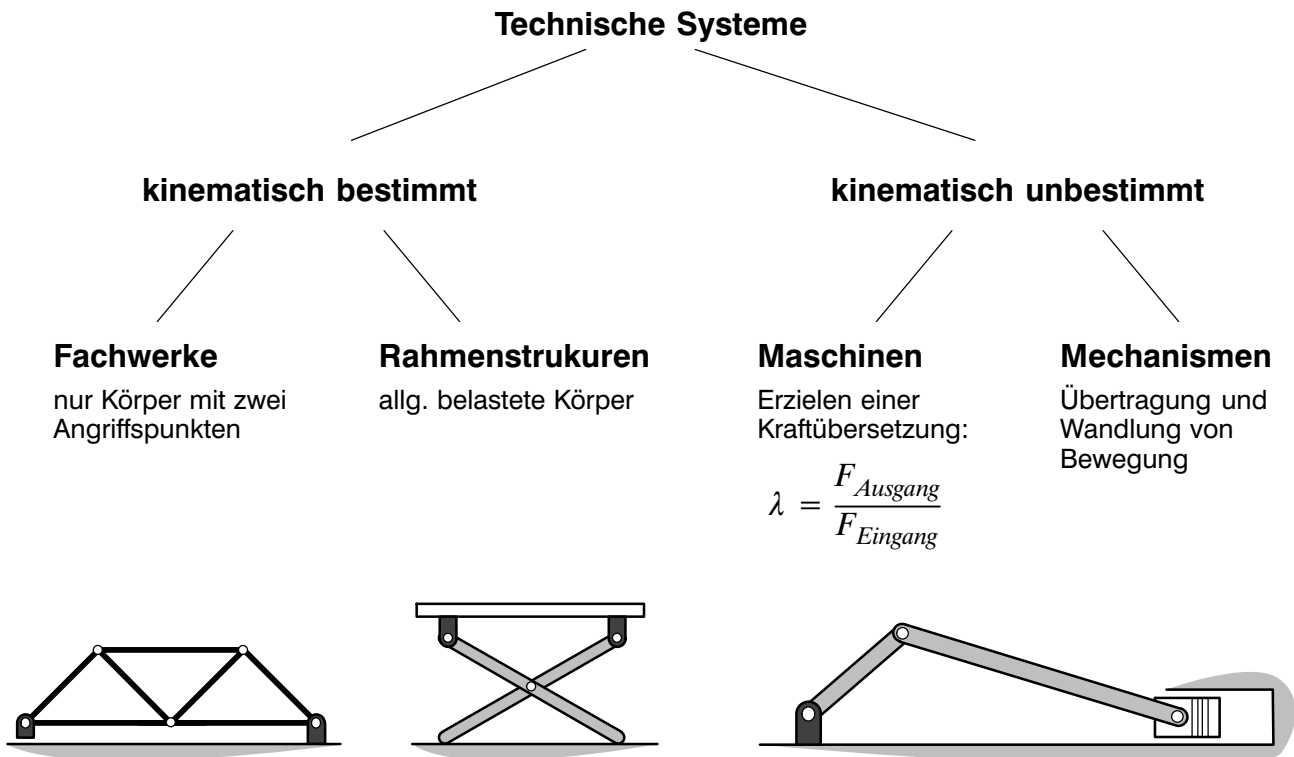 Technische Systeme
kinematisch bestimmt
kinematisch unbestimmt
Fachwerke
nur Körper mit zwei
Angriffspunkten
Rahmenstrukuren
allg. belastete Körper
Maschinen
Erzielen einer
Kraftübersetzung:
λ = F_Ausgang / F_Eingang
Mechanismen
Übertragung und
Wandlung von
Bewegung